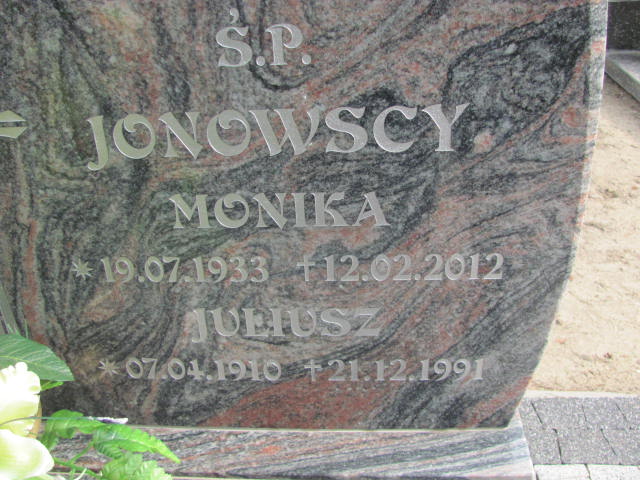 Ś.P.
JONOWSCY
MONIKA
*19.07.1933 †12.02.2012
JULIUSZ
*07.04.1910 †21.12.1991